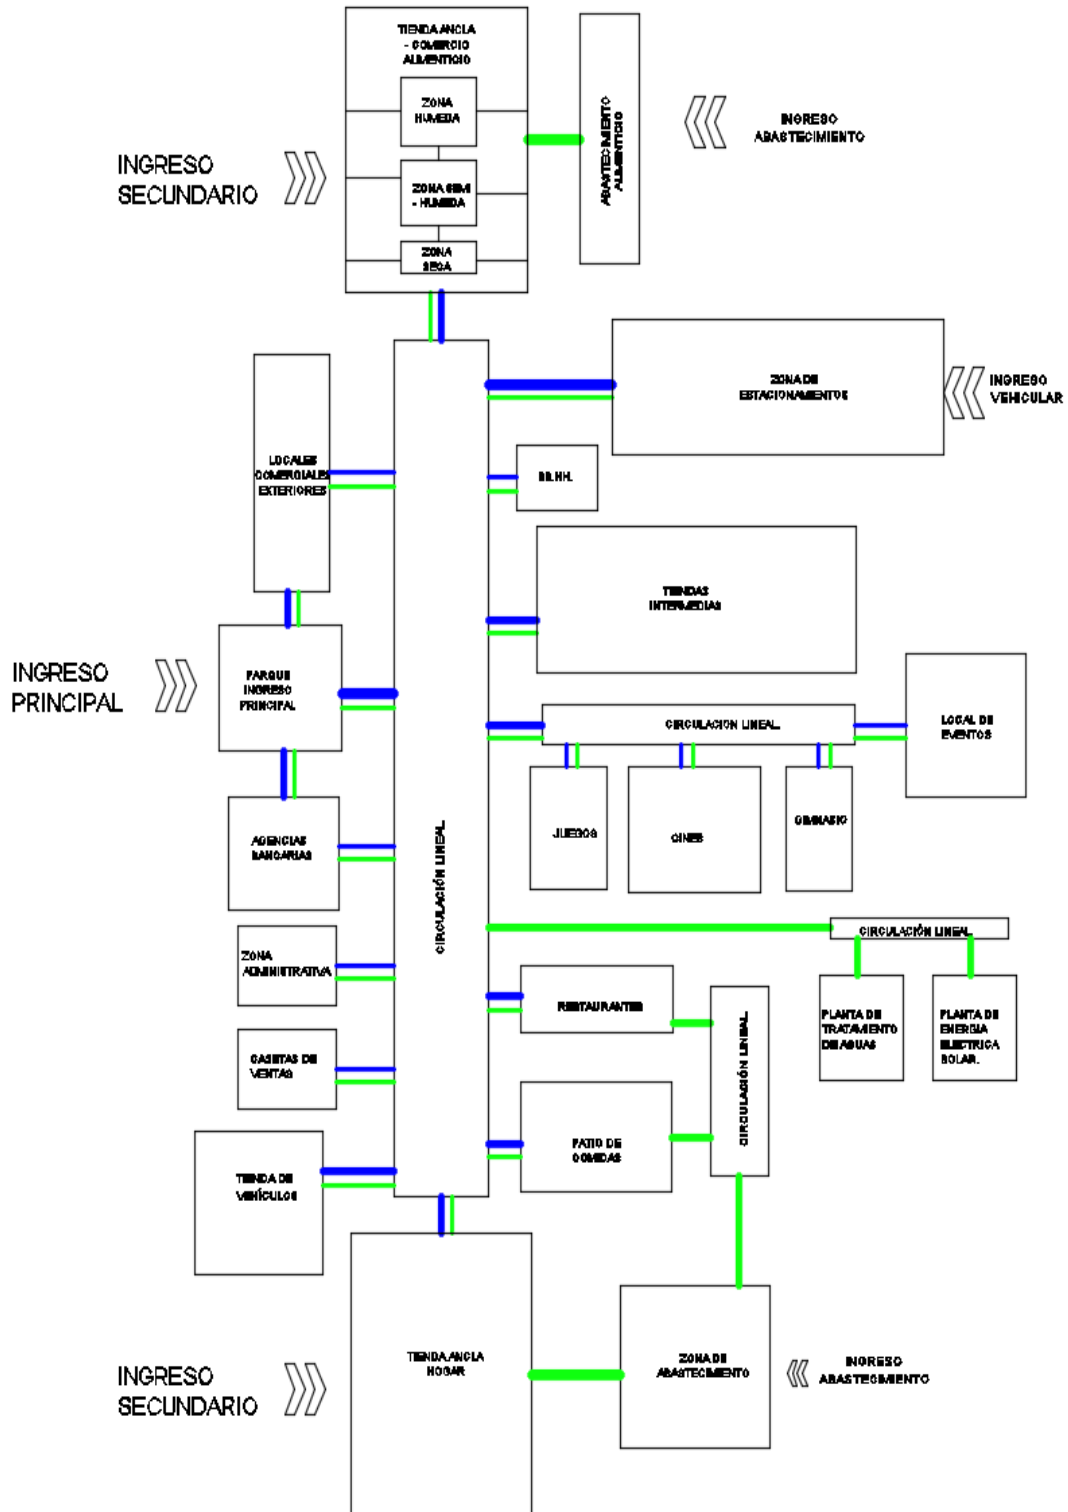 TIENDA ANCLA
- COMERCIO
ALIMENTICIO
ZONA
HUMEDA
ZONA SEMI
- HUMEDA
ZONA
SECA
ABASTECIMIENTO
ALIMENTICIO
INGRESO
ABASTECIMIENTO
INGRESO
SECUNDÁRIO
ZONA DE
ESTACIONAMIENTOS
INGRESO
VEHICULAR
LOCALES
COMERCIALES
EXTERIORES
SS.HH.
TIENDAS
INTERMEDIAS
INGRESO
PRINCIPAL
PARQUE
INGRESO
PRINCIPAL
CIRCULACIÓN LINEAL
LOCAL DE
EVENTOS
JUEGOS
CINES
GIMNASIO
AGENCIAS
BANCARIAS
CIRCULACIÓN LINEAL
ZONA
ADMINISTRATIVA
CIRCULACIÓN LINEAL
PLANTA DE
TRATAMIENTO
DE AGUAS
PLANTA DE
ENERGIA
ELECTRICA
SOLAR.
RESTAURANTES
CIRCULACIÓN LINEAL
CASETAS DE
VENTAS
PATIO DE
COMIDAS
TIENDA DE
VEHÍCULOS
TIENDA ANCLA
HOGAR
ZONA DE
ABASTECIMIENTO
INGRESO
ABASTECIMIENTO
INGRESO
SECUNDARIO